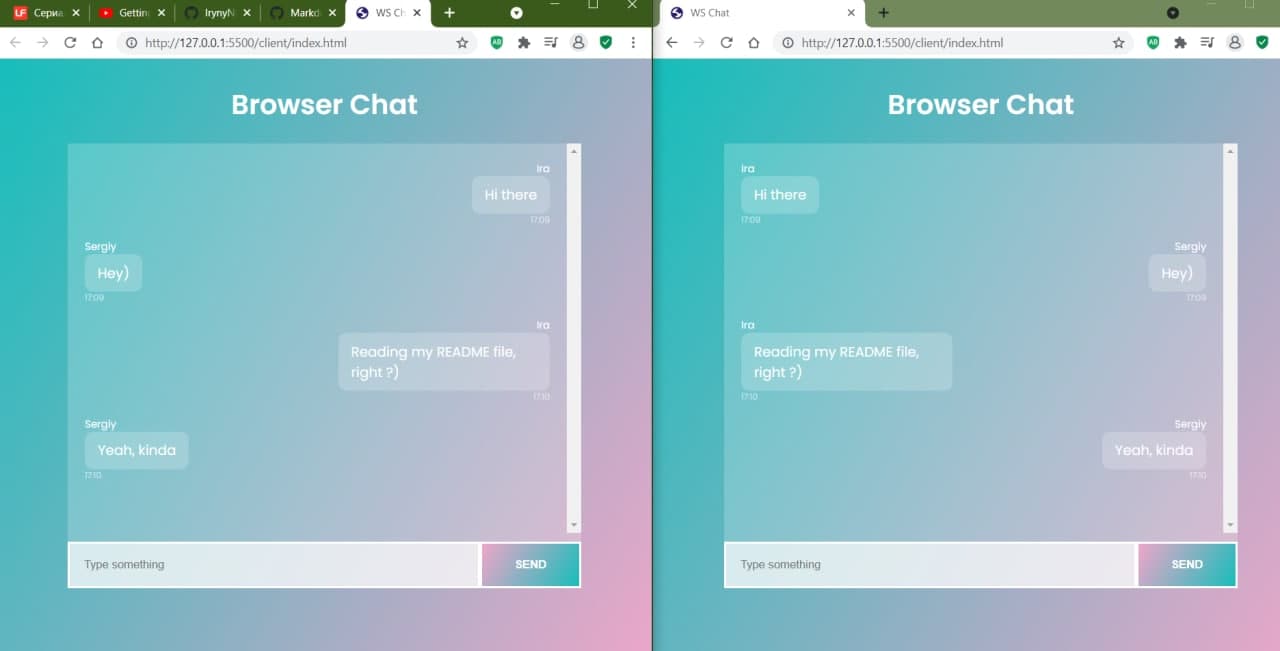 LF Сериа
Gettin
IrynyN
Markd
WS Ch
WS Chat
http://127.0.0.1:5500/client/index.html
http://127.0.0.1:5500/client/index.html
Browser Chat
Ira
Hi there
17:09
Sergiy
Hey)
17:09
Ira
Reading my README file,
right ?)
17:10
Sergiy
Yeah, kinda
17:10
Type something
SEND
Browser Chat
Ira
Hi there
17:09
Sergiy
Hey)
17:09
Ira
Reading my README file,
right ?)
17:10
Sergiy
Yeah, kinda
17:10
Type something
SEND